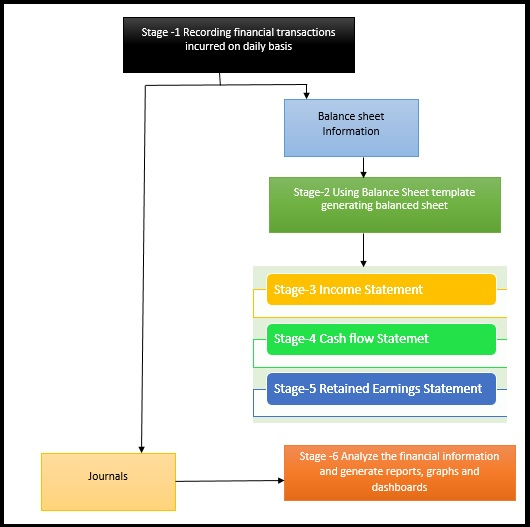 Stage -1 Recording financial transactions
incurred on daily basis
Balance sheet
Information
Stage-2 Using Balance Sheet template
generating balanced sheet
Stage-3 Income Statement
Stage-4 Cash flow Statemet
Stage-5 Retained Earnings Statement
Journals
Stage -6 Analyze the financial information
and generate reports, graphs and
dashboards